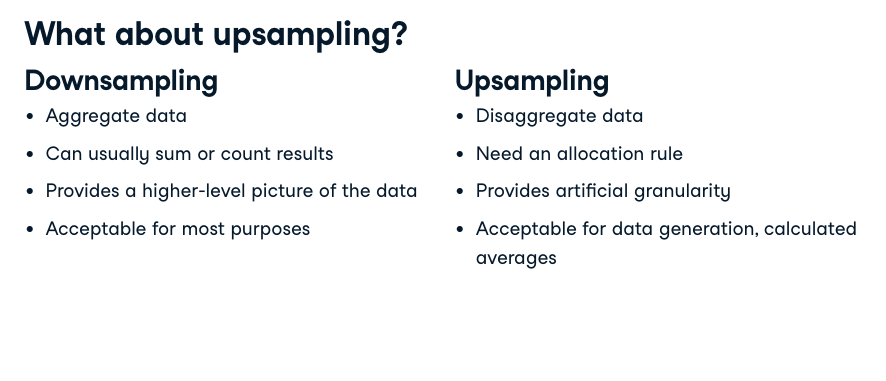 What about upsampling?
Downsampling
• Aggregate data
• Can usually sum or count results
• Provides a higher-level picture of the data
• Acceptable for most purposes
Upsampling
• Disaggregate data
• Need an allocation rule
• Provides artificial granularity
• Acceptable for data generation, calculated
averages